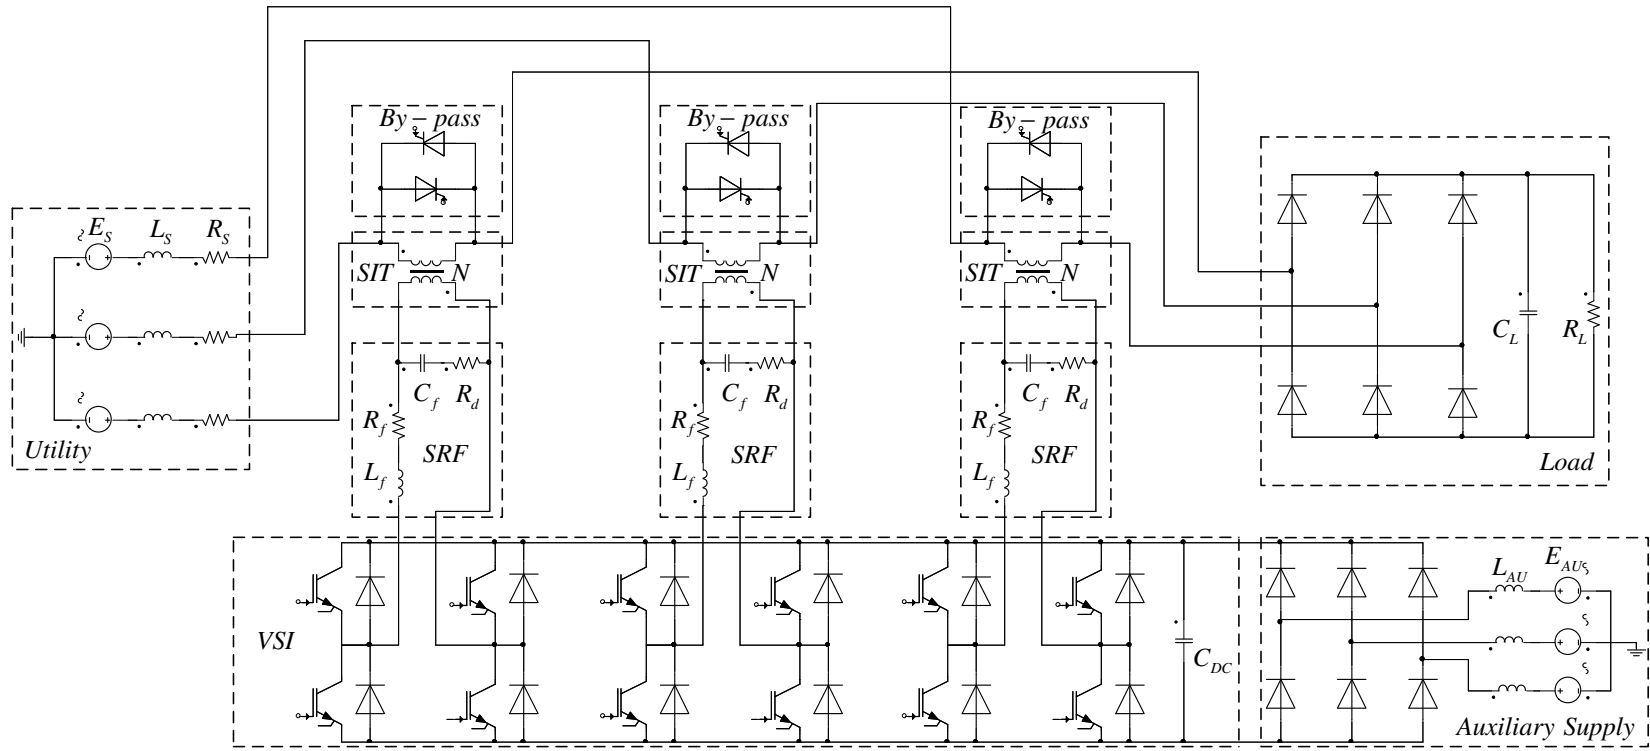 By – pass
By – pass
By – pass
E_S
L_S
R_S
SIT
N
SIT
N
SIT
N
C_L
R_L
C_f
R_d
C_f
R_d
C_f
R_d
R_f
R_f
R_f
Utility
SRF
SRF
SRF
Load
L_f
L_f
L_f
L_AU
E_AU
VSI
C_DC
Auxiliary Supply